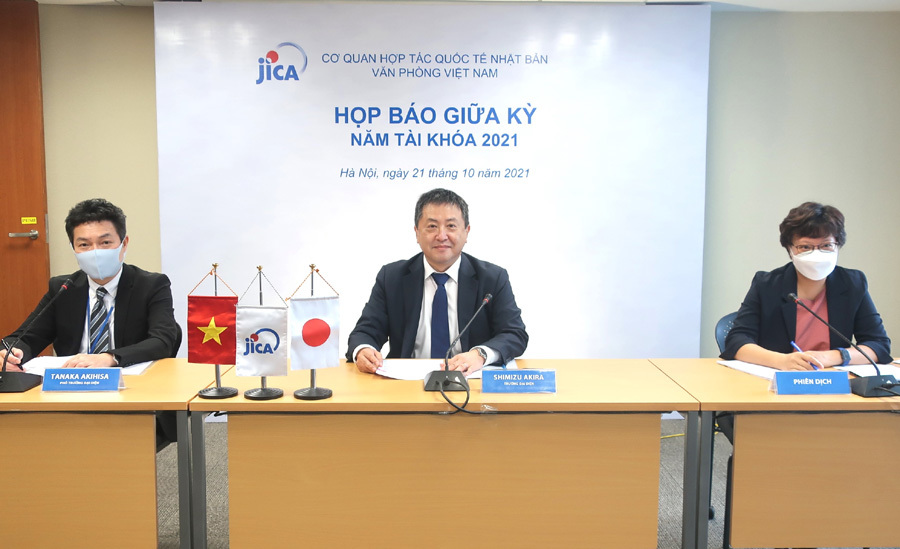 JICA
CƠ QUAN HỢP TÁC QUỐC TẾ NHẬT BẢN
VĂN PHÒNG VIỆT NAM
HỌP BÁO GIỮA KỲ
NĂM TÀI KHÓA 2021
Hà Nội, ngày 21 tháng 10 năm 2021
JICA
TANAKA AKIHISA
PHÓ TRƯỞNG ĐẠI DIỆN
SHIMIZU AKIRA
TRƯỞNG ĐẠI DIỆN
PHIÊN DỊCH